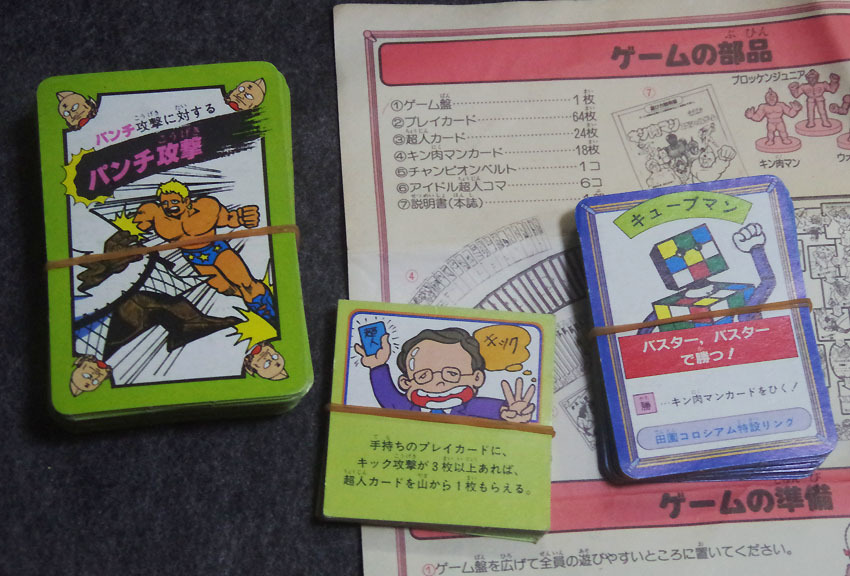 パンチ攻撃に対する
パンチ攻撃
ゲームの部品
①ゲーム盤 1枚
②プレイカード 64枚
③超人カード 24枚
④キン肉マンカード 18枚
⑤チャンピオンベルト 1コ
⑥アイドル超人コマ 6コ
⑦説明書(本誌)
⑦
ブロッケンジュニア
キン肉マン
ウォ
キン肉マン
④
超人
キック
手持ちのプレイカードに、
キック攻撃が3枚以上あれば、
超人カードを山から1枚もらえる。
キューブマン
バスター、バスター
で勝つ!
勝…キン肉マンカードをひく!
田園コロシアム特設リング
ゲームの準備
①ゲーム盤を広げて全員の遊びやすいところに置いてください。